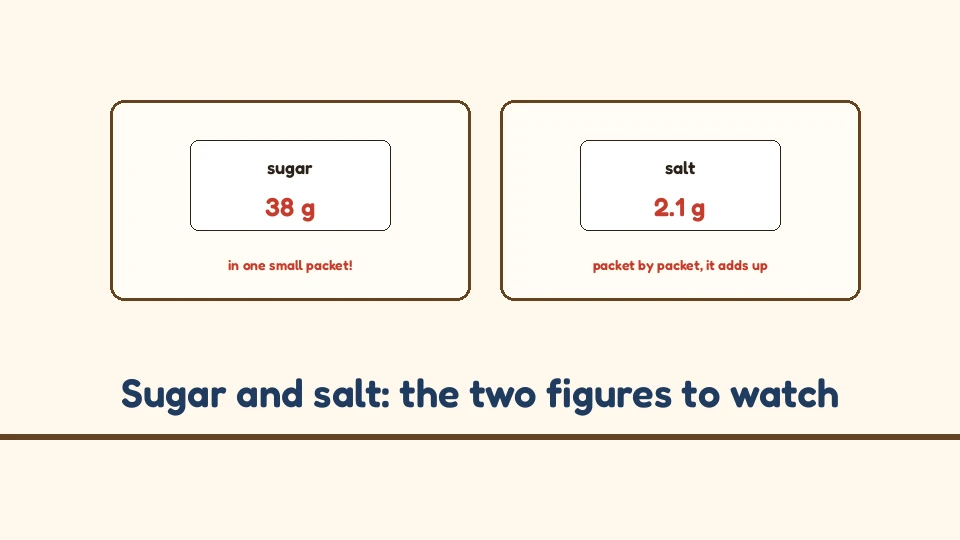 sugar
38 g
in one small packet!
salt
2.1 g
packet by packet, it adds up
Sugar and salt: the two figures to watch